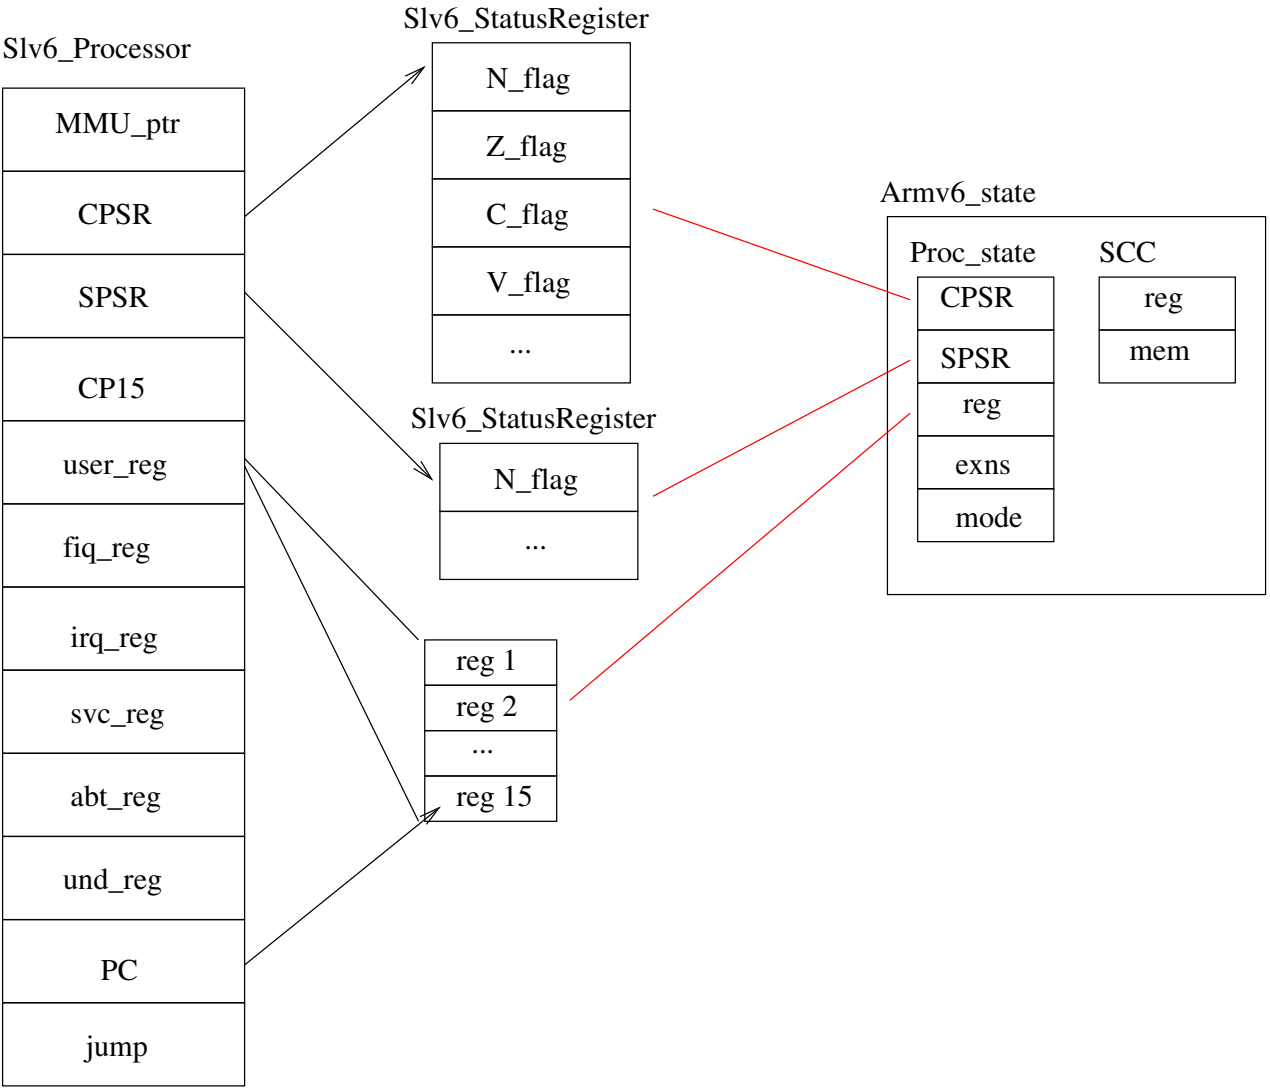 Slv6_Processor
MMU_ptr
CPSR
SPSR
CP15
user_reg
fiq_reg
irq_reg
svc_reg
abt_reg
und_reg
PC
jump
Slv6_StatusRegister
N_flag
Z_flag
C_flag
V_flag
...
Slv6_StatusRegister
N_flag
...
reg 1
reg 2
...
reg 15
Armv6_state
Proc_state
CPSR
SPSR
reg
exns
mode
SCC
reg
mem